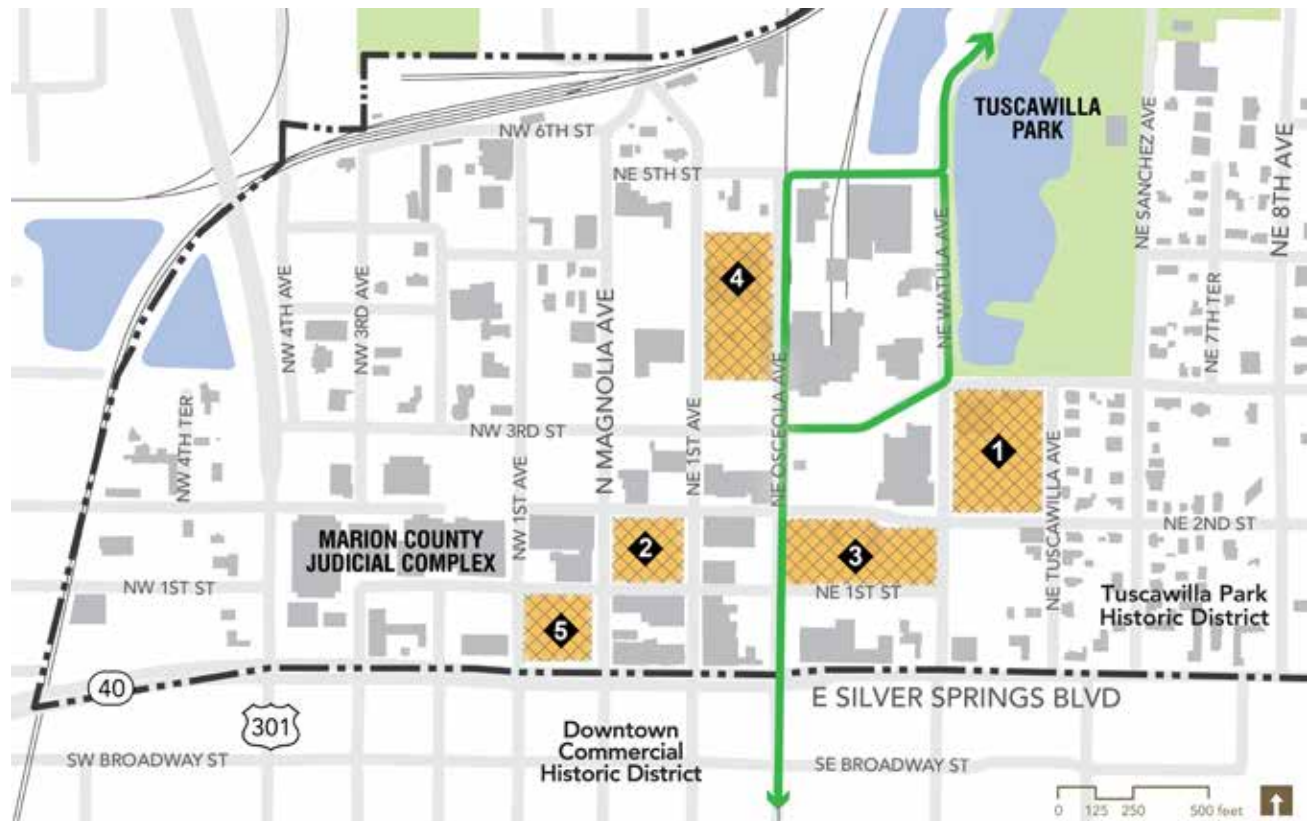 TUSCAWILLA
PARK
NW 6TH ST
NE 5TH ST
NE SANCHEZ AVE
NE 8TH AVE
NE 7TH TER
NE WATULA AVE
4
NW 4TH AVE
NW 3RD AVE
N MAGNOLIA AVE
NE OSCEOLA AVE
NE 1ST AVE
NW 4TH TER
NW 3RD ST
NW 1ST AVE
1
NE TUSCAWILLA AVE
NE 2ND ST
MARION COUNTY
JUDICIAL COMPLEX
2
3
NW 1ST ST
NE 1ST ST
Tuscawilla Park
Historic District
5
40
301
E SILVER SPRINGS BLVD
Downtown
Commercial
Historic District
SW BROADWAY ST
SE BROADWAY ST
0 125 250 500 feet